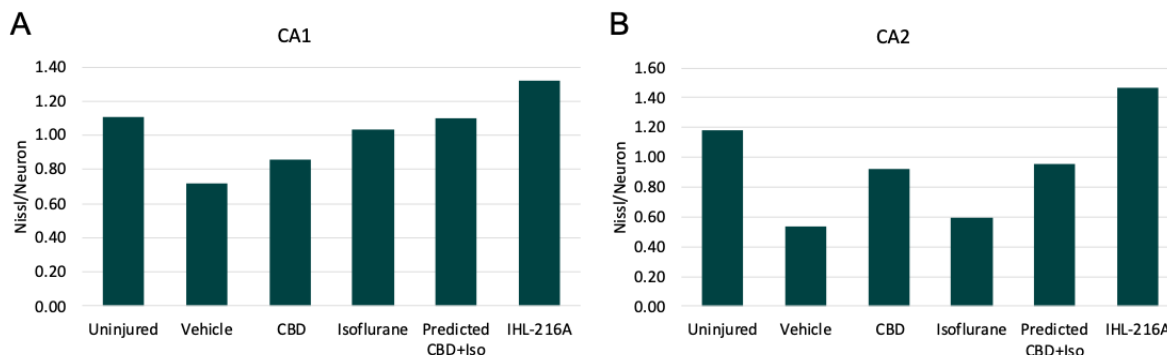 A
CA1
Nissl/Neuron
1.40
1.20
1.00
0.80
0.60
0.40
0.20
0.00
Uninjured Vehicle CBD Isoflurane Predicted IHL-216A
CBD+Iso
B
CA2
Nissl/Neuron
1.60
1.40
1.20
1.00
0.80
0.60
0.40
0.20
0.00
Uninjured Vehicle CBD Isoflurane Predicted IHL-216A
CBD+Iso